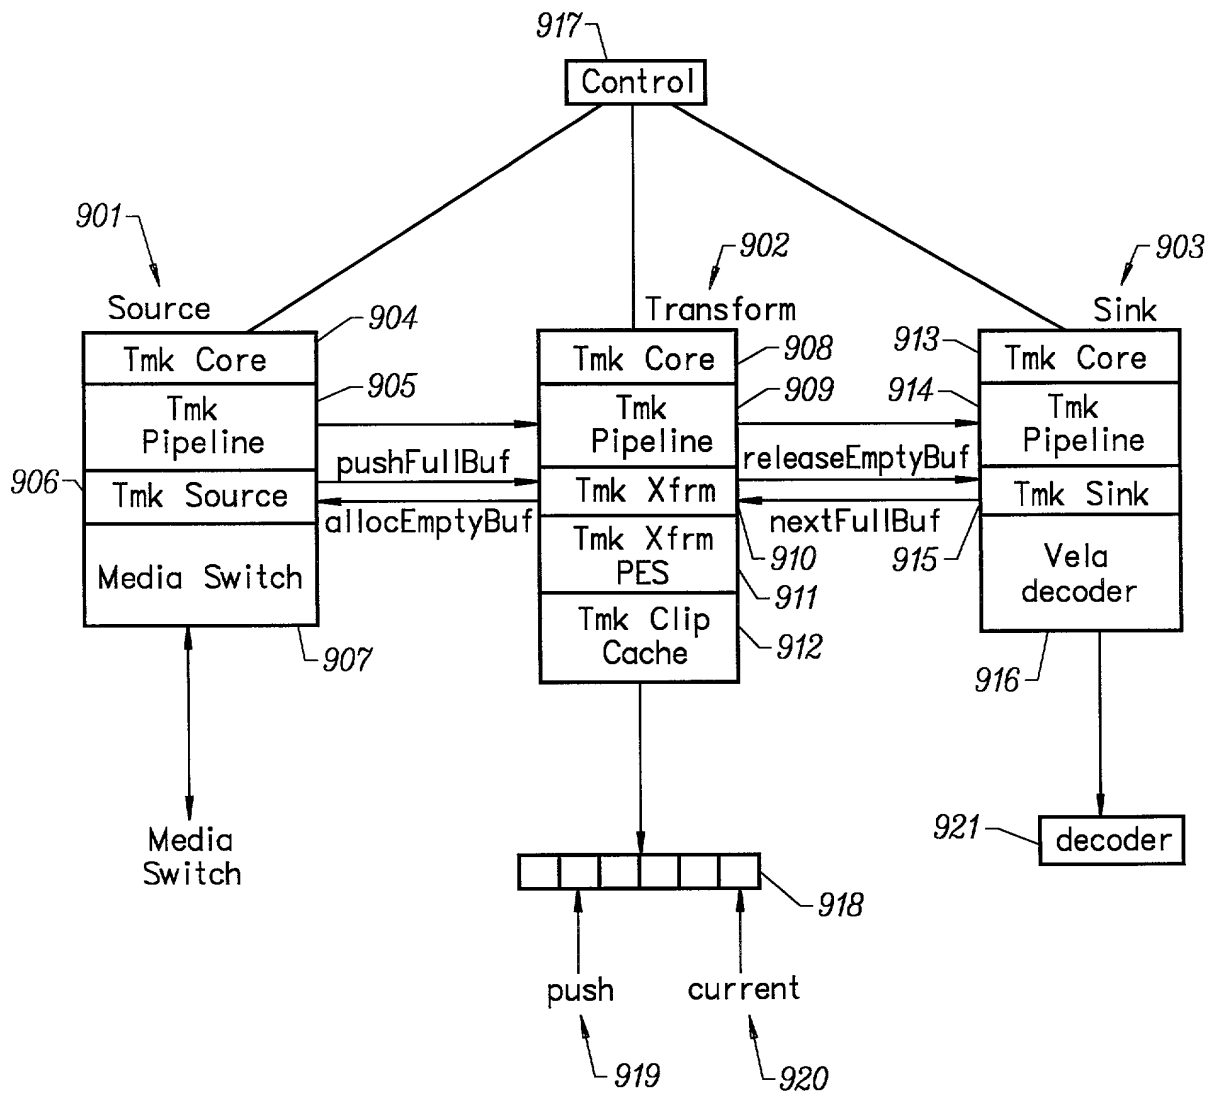 917
Control
901
902
903
Source
Transform
Sink
904
908
913
Tmk Core
Tmk Core
Tmk Core
905
909
914
Tmk
Pipeline
Tmk
Pipeline
Tmk
Pipeline
pushFullBuf
releaseEmptyBuf
906
Tmk Source
Tmk Xfrm
Tmk Sink
allocEmptyBuf
nextFullBuf
910
915
Media Switch
Tmk Xfrm
PES
Vela
decoder
911
Tmk Clip
Cache
912
907
916
Media
Switch
921
decoder
918
push
current
919
920